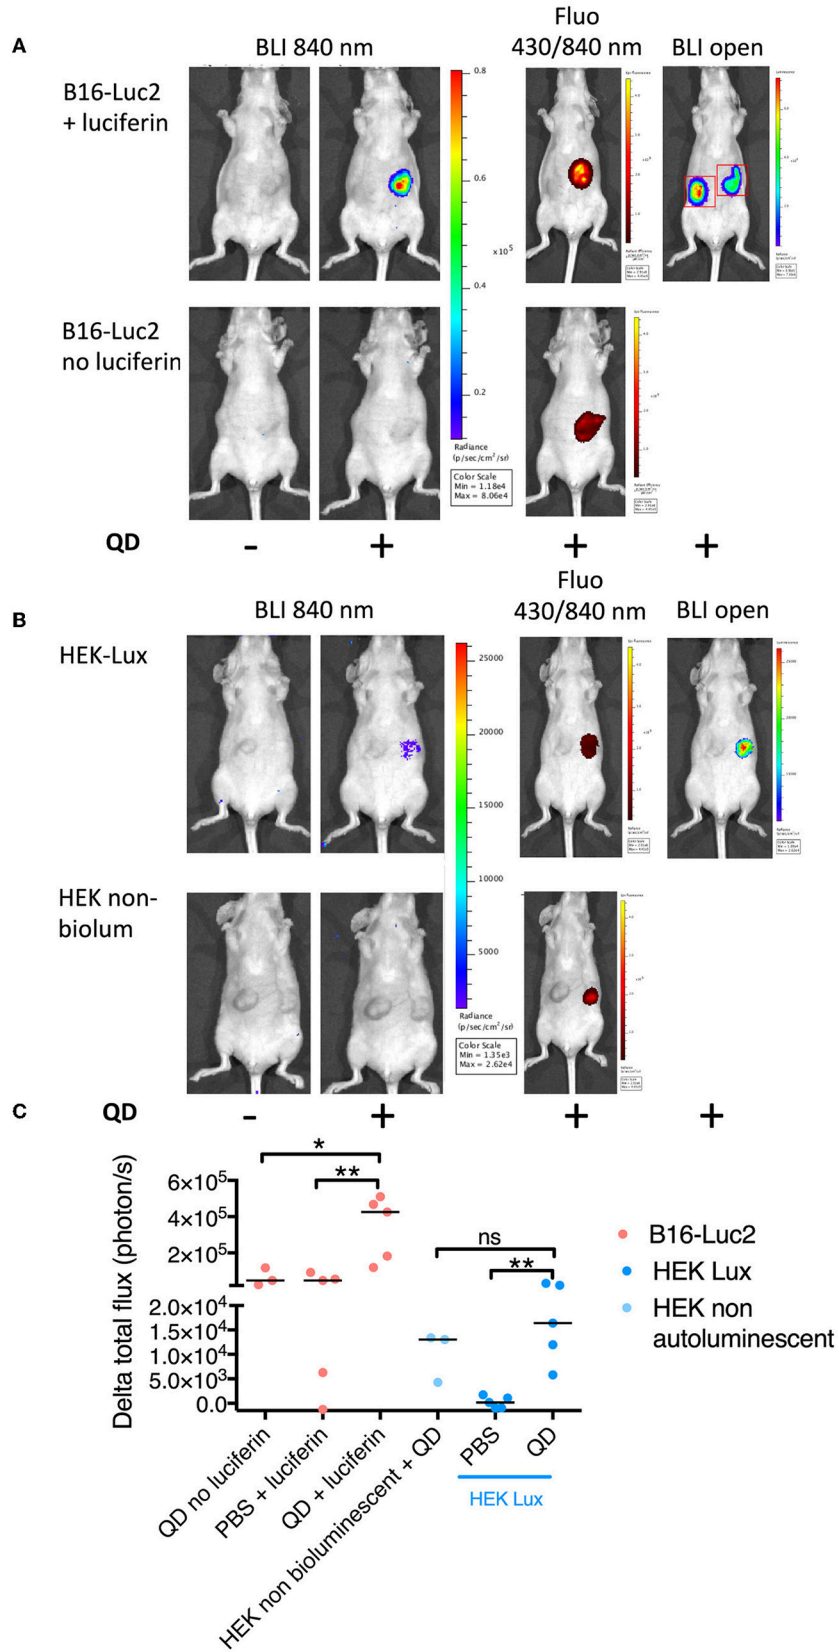 A
BLI 840 nm
Fluo
430/840 nm
BLI open
B16-Luc2
+ luciferin
0.8
0.6
×10⁵
0.4
0.2
Radiance
(p/sec/cm²/sr)
Color Scale
Min = 1.18e4
Max = 8.06e4
B16-Luc2
no luciferin
QD
-
+
+
+
B
BLI 840 nm
Fluo
430/840 nm
BLI open
HEK-Lux
25000
20000
15000
10000
5000
Radiance
(p/sec/cm²/sr)
Color Scale
Min = 1.35e3
Max = 2.62e4
HEK non-
biolum
QD
-
+
+
+
C
Delta total flux (photon/s)
6×10⁵
4×10⁵
2×10⁵
2.0×10⁴
1.5×10⁴
1.0×10⁴
5.0×10³
0.0
*
**
ns
**
B16-Luc2
HEK Lux
HEK non
autoluminescent
QD no luciferin
PBS + luciferin
QD + luciferin
HEK non bioluminescent + QD
PBS
QD
HEK Lux